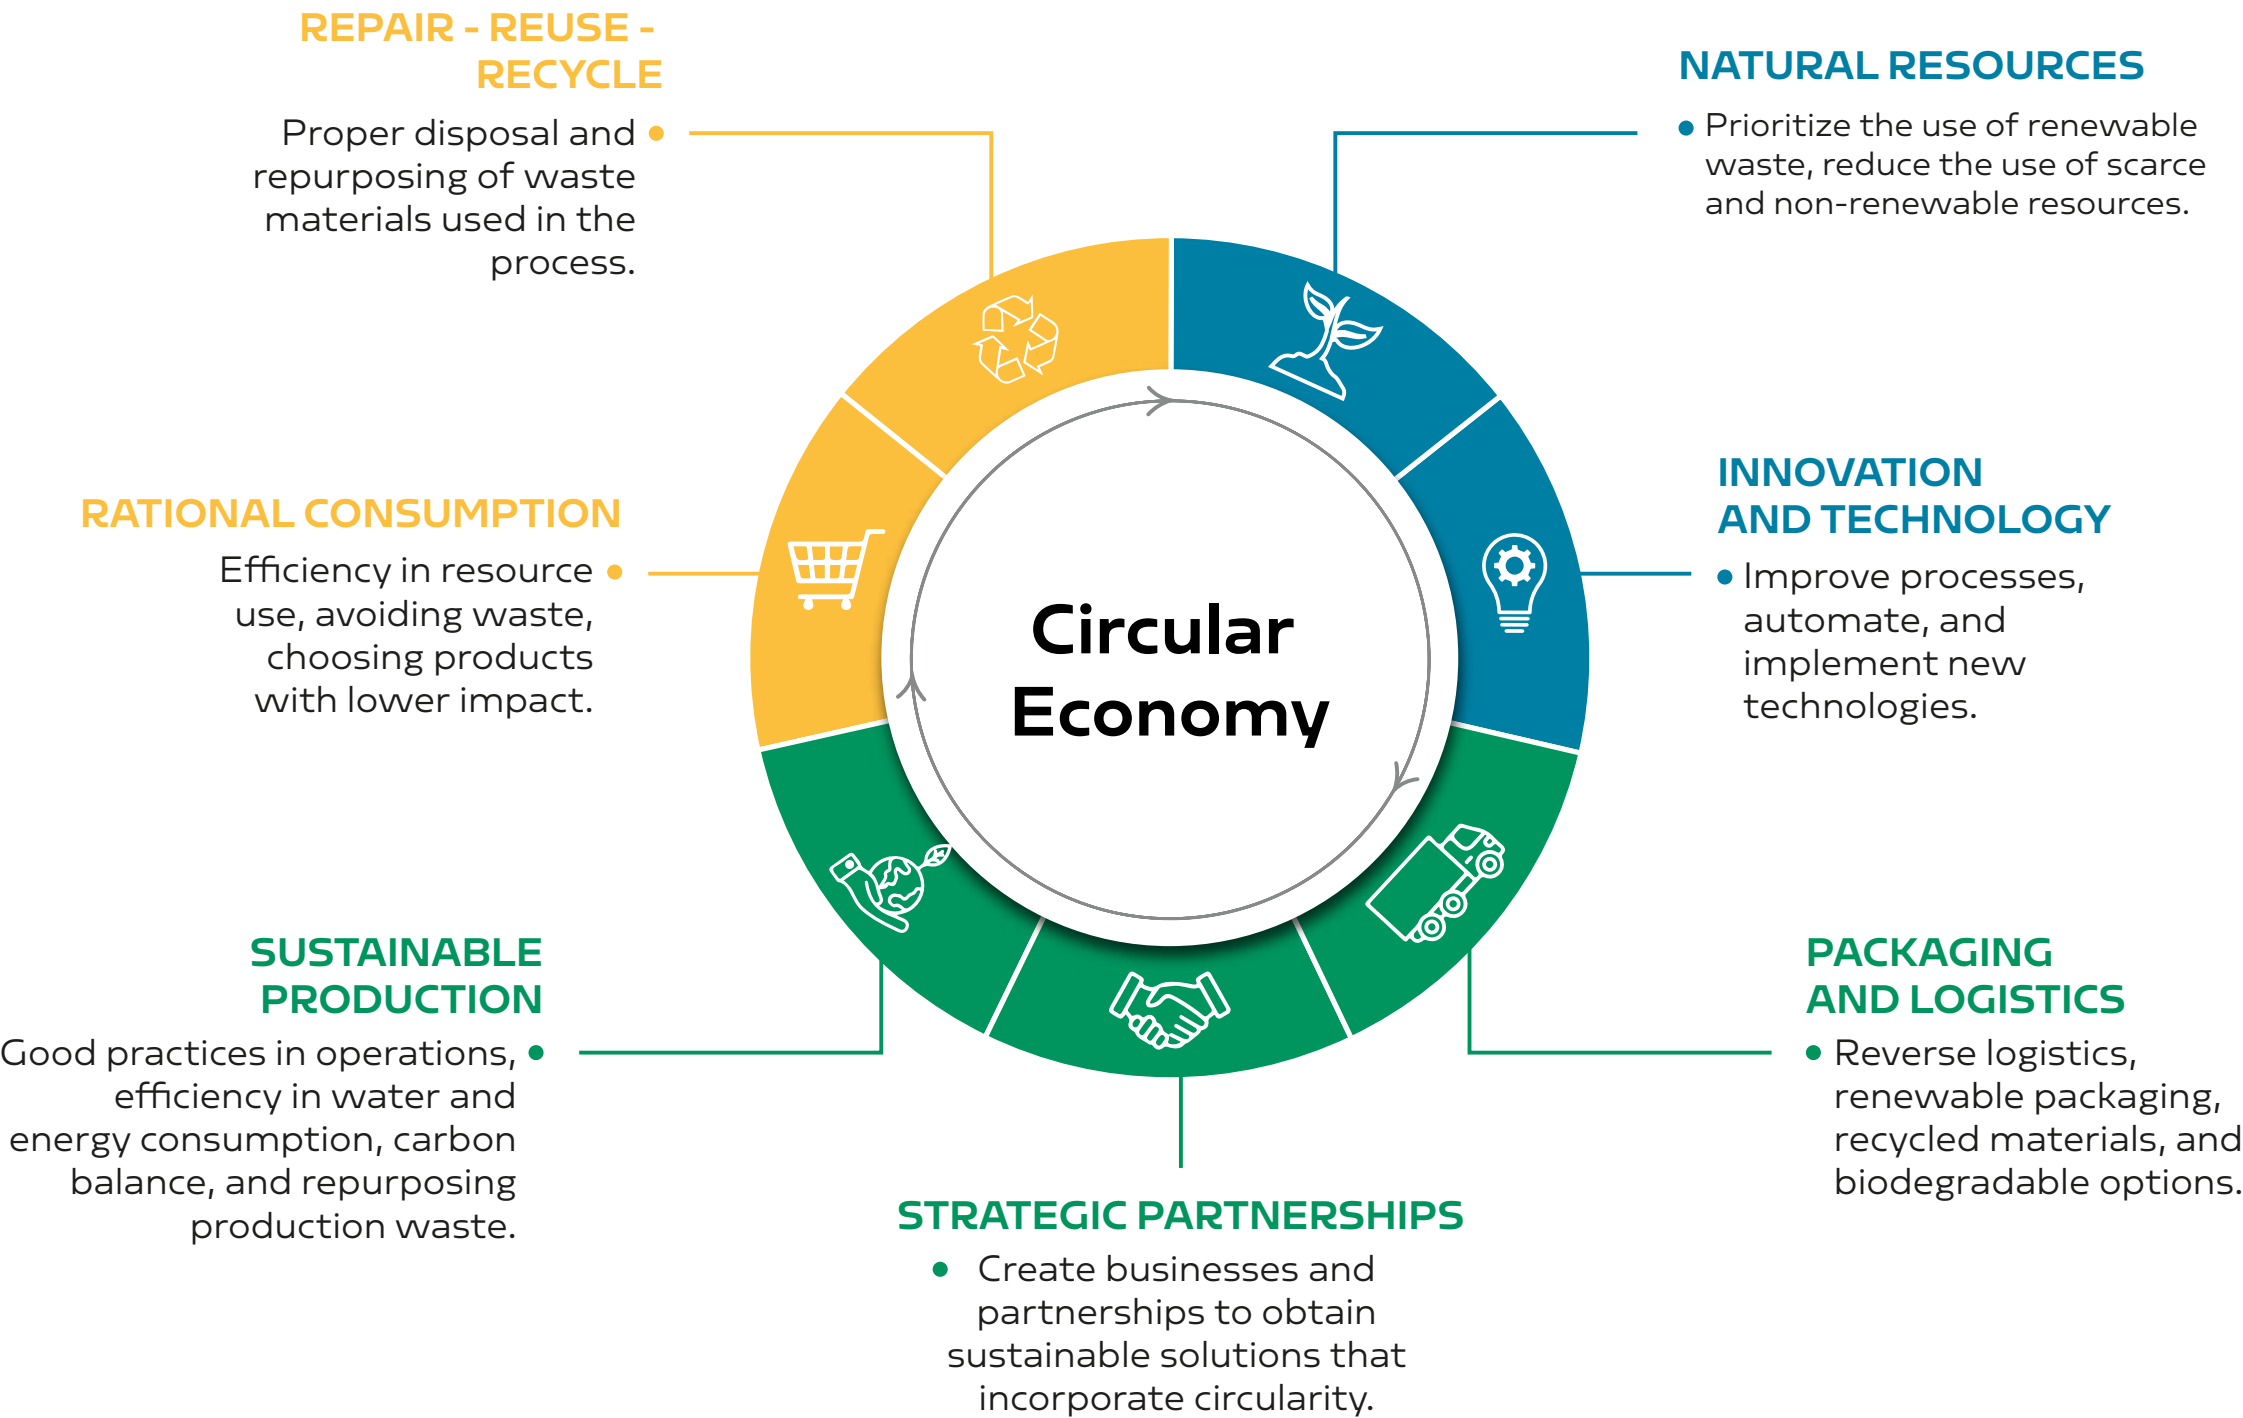 REPAIR - REUSE -
RECYCLE
Proper disposal and
repurposing of waste
materials used in the
process.
NATURAL RESOURCES
Prioritize the use of renewable
waste, reduce the use of scarce
and non-renewable resources.
RATIONAL CONSUMPTION
Efficiency in resource
use, avoiding waste,
choosing products
with lower impact.
Circular
Economy
INNOVATION
AND TECHNOLOGY
Improve processes,
automate, and
implement new
technologies.
SUSTAINABLE
PRODUCTION
Good practices in operations,
efficiency in water and
energy consumption, carbon
balance, and repurposing
production waste.
STRATEGIC PARTNERSHIPS
Create businesses and
partnerships to obtain
sustainable solutions that
incorporate circularity.
PACKAGING
AND LOGISTICS
Reverse logistics,
renewable packaging,
recycled materials, and
biodegradable options.